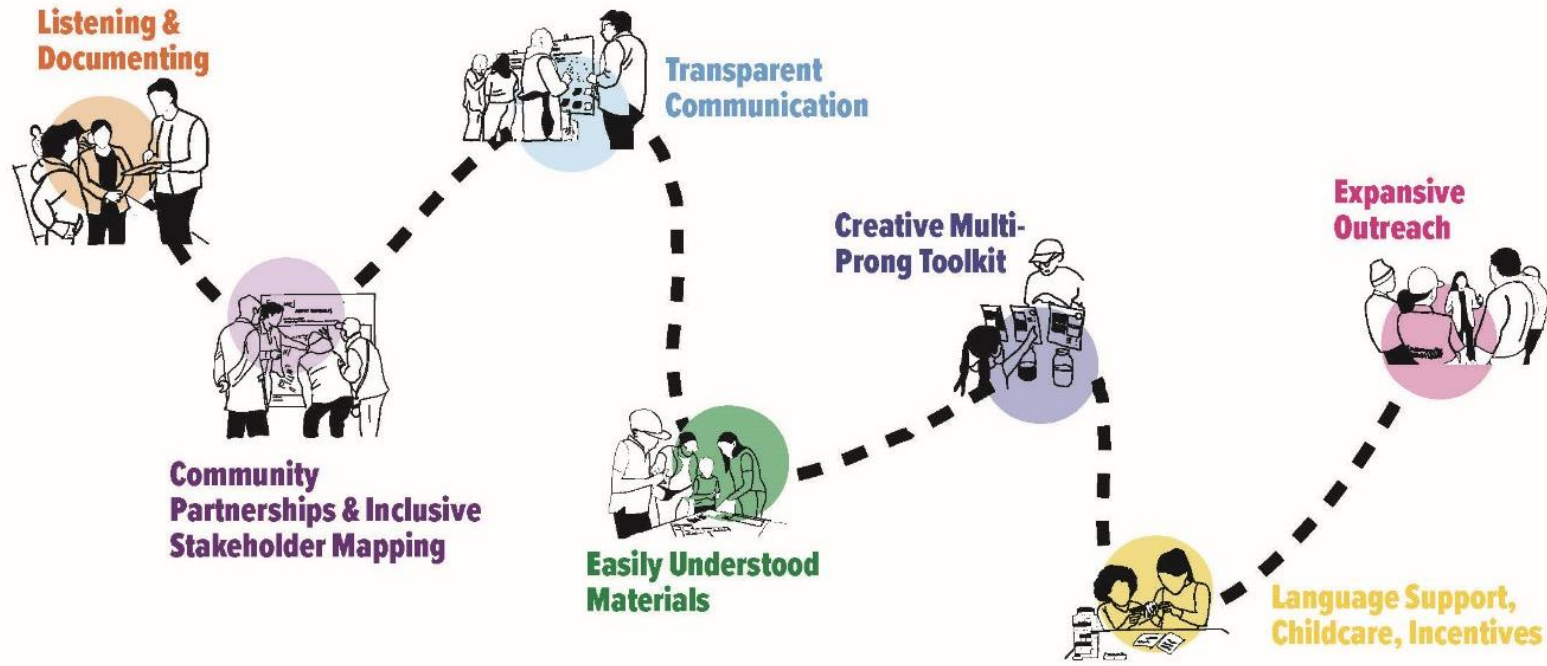 Listening &
Documenting
Community
Partnerships & Inclusive
Stakeholder Mapping
Transparent
Communication
Easily Understood
Materials
Creative Multi-
Prong Toolkit
Language Support,
Childcare, Incentives
Expansive
Outreach